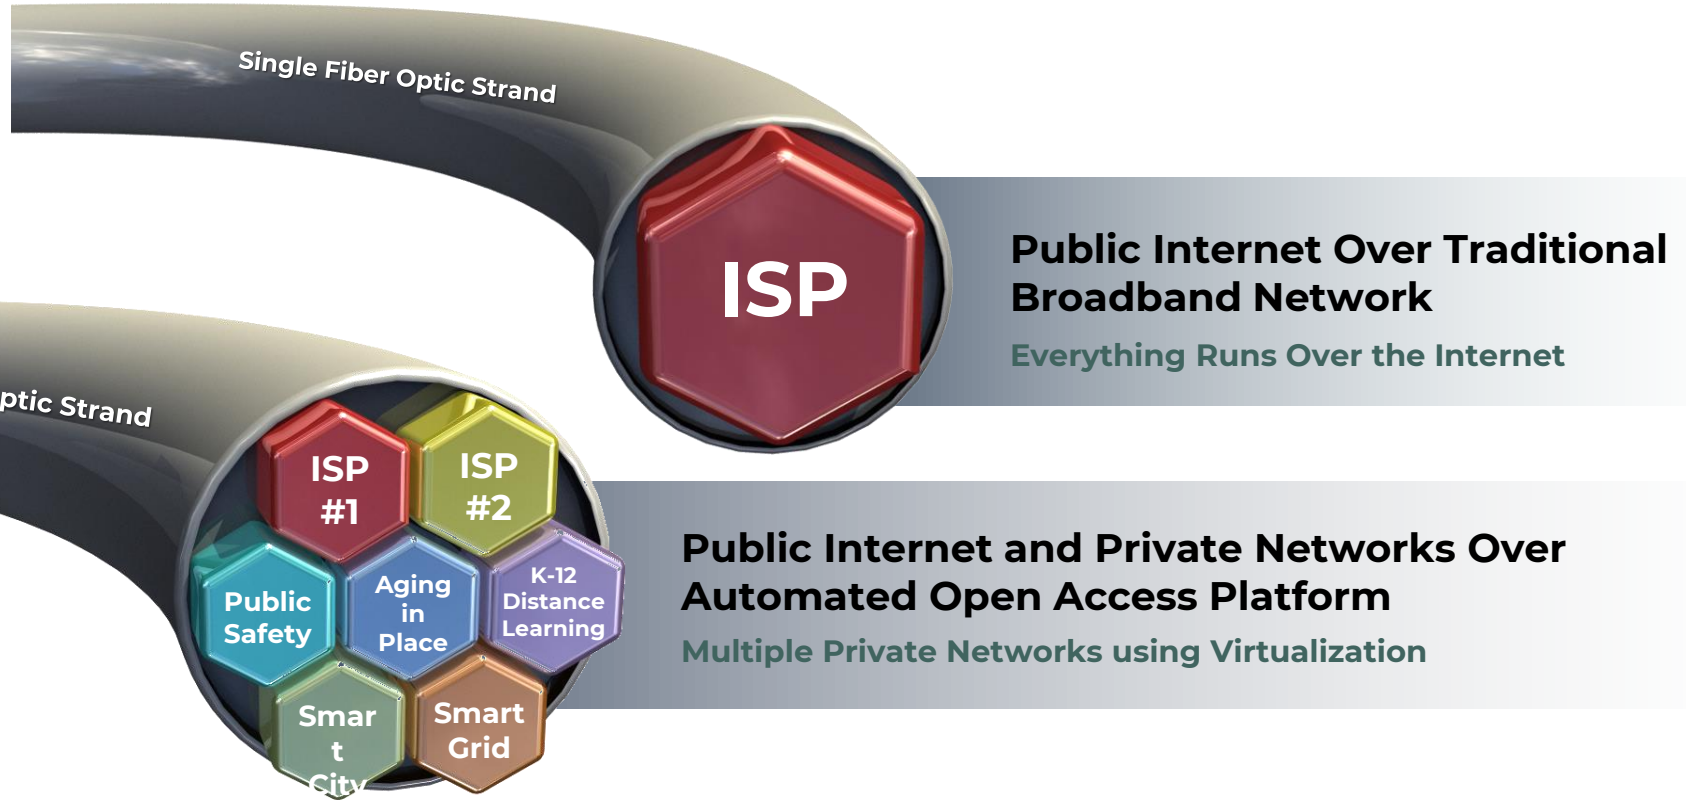 Single Fiber Optic Strand
ISP
Public Internet Over Traditional
Broadband Network
Everything Runs Over the Internet
ptic Strand
ISP
#1
ISP
#2
Public
Safety
Aging
in
Place
K-12
Distance
Learning
Smar
t
City
Smart
Grid
Public Internet and Private Networks Over
Automated Open Access Platform
Multiple Private Networks using Virtualization